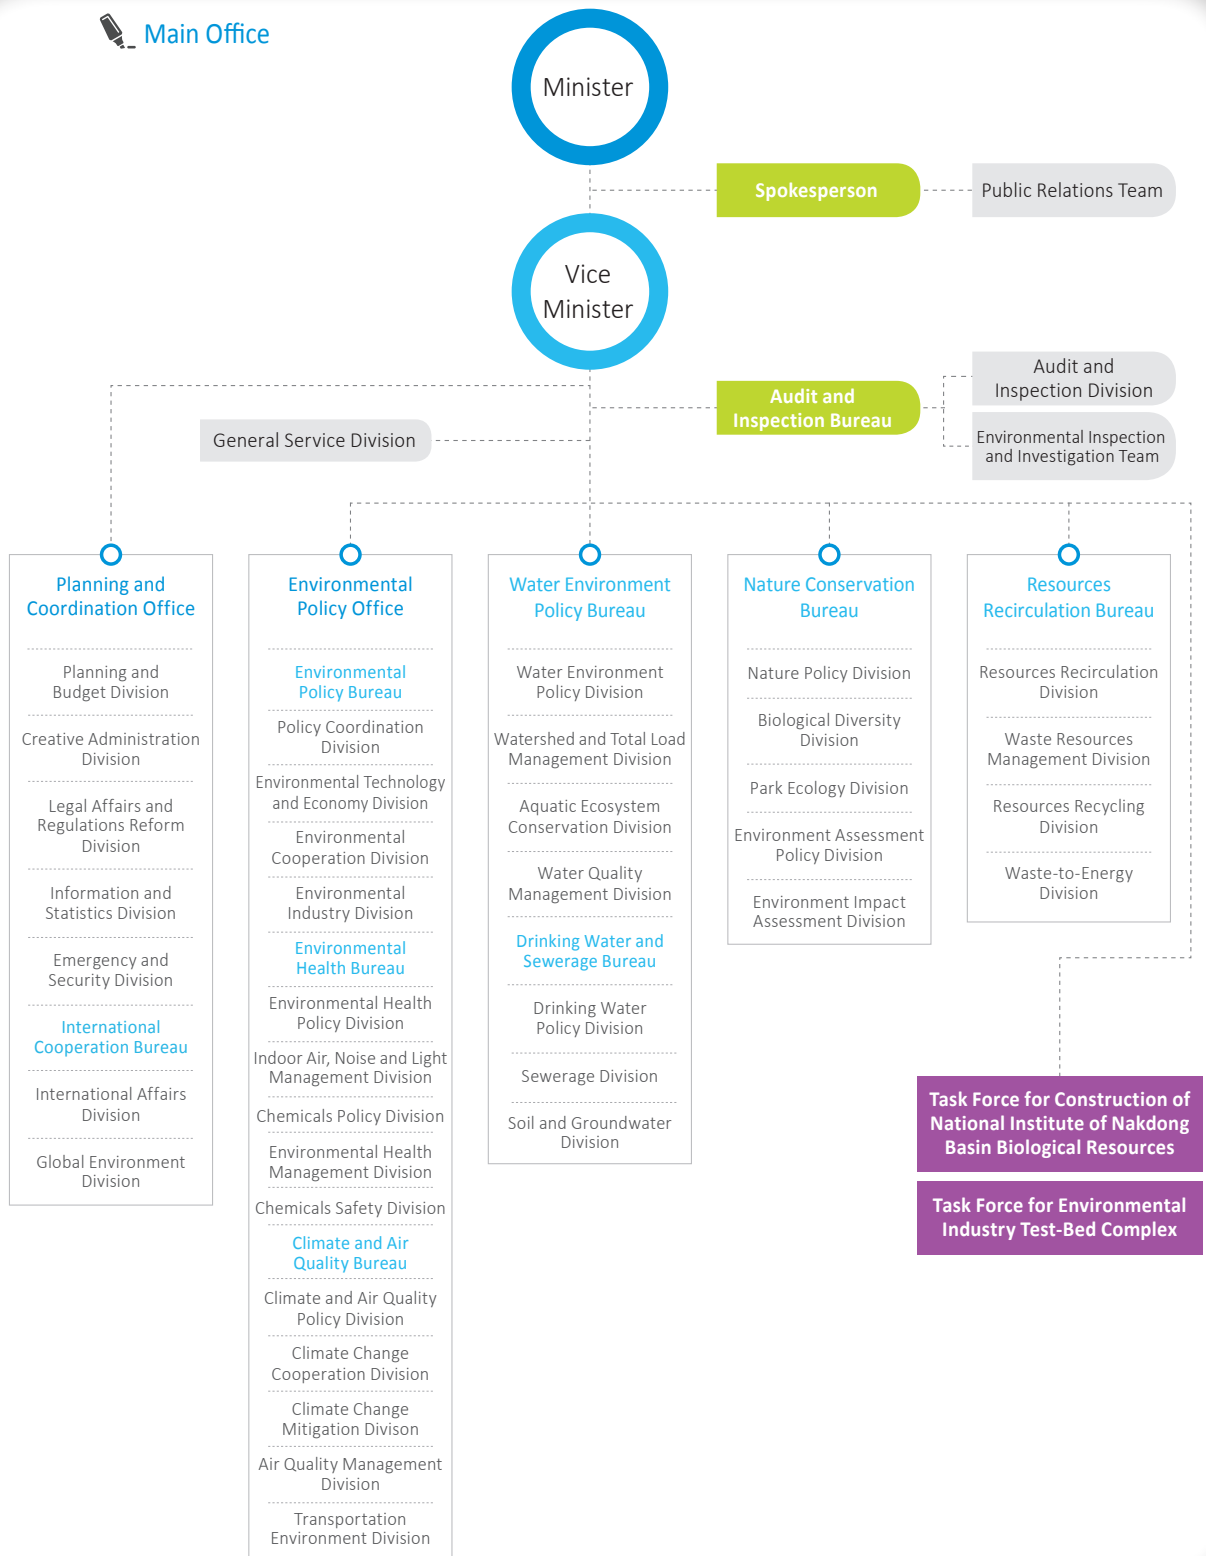 Main Office
Minister
Spokesperson
Public Relations Team
Vice
Minister
Audit and
Inspection Bureau
Audit and
Inspection Division
Environmental Inspection
and Investigation Team
General Service Division
Planning and
Coordination Office
Planning and
Budget Division
Creative Administration
Division
Legal Affairs and
Regulations Reform
Division
Information and
Statistics Division
Emergency and
Security Division
International
Cooperation Bureau
International Affairs
Division
Global Environment
Division
Environmental
Policy Office
Environmental
Policy Bureau
Policy Coordination
Division
Environmental Technology
and Economy Division
Environmental
Cooperation Division
Environmental
Industry Division
Environmental
Health Bureau
Environmental Health
Policy Division
Indoor Air, Noise and Light
Management Division
Chemicals Policy Division
Environmental Health
Management Division
Chemicals Safety Division
Climate and Air
Quality Bureau
Climate and Air Quality
Policy Division
Climate Change
Cooperation Division
Climate Change
Mitigation Divison
Air Quality Management
Division
Transportation
Environment Division
Water Environment
Policy Bureau
Water Environment
Policy Division
Watershed and Total Load
Management Division
Aquatic Ecosystem
Conservation Division
Water Quality
Management Division
Drinking Water and
Sewerage Bureau
Drinking Water
Policy Division
Sewerage Division
Soil and Groundwater
Division
Nature Conservation
Bureau
Nature Policy Division
Biological Diversity
Division
Park Ecology Division
Environment Assessment
Policy Division
Environment Impact
Assessment Division
Resources
Recirculation Bureau
Resources Recirculation
Division
Waste Resources
Management Division
Resources Recycling
Division
Waste-to-Energy
Division
Task Force for Construction of
National Institute of Nakdong
Basin Biological Resources
Task Force for Environmental
Industry Test-Bed Complex